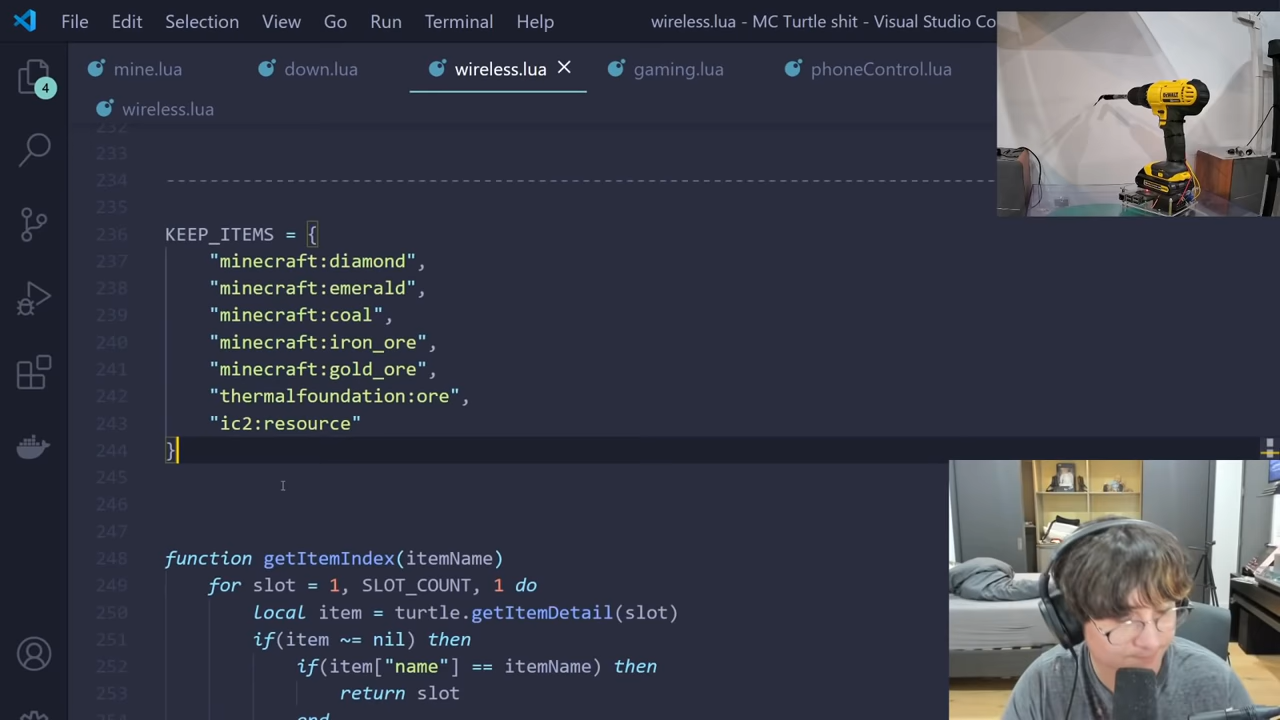 File Edit Selection View Go Run Terminal Help wireless.lua - MC Turtle shit - Visual Studio Co
mine.lua down.lua wireless.lua gaming.lua phoneControl.lua
4
wireless.lua
232
233
234 ----------------------------------------------------------------------------
235
236 KEEP_ITEMS = {
237 "minecraft:diamond",
238 "minecraft:emerald",
239 "minecraft:coal",
240 "minecraft:iron_ore",
241 "minecraft:gold_ore",
242 "thermalfoundation:ore",
243 "ic2:resource"
244 }
245
246
247
248 function getItemIndex(itemName)
249 for slot = 1, SLOT_COUNT, 1 do
250 local item = turtle.getItemDetail(slot)
251 if(item ~= nil) then
252 if(item["name"] == itemName) then
253 return slot
254 end
DEWALT